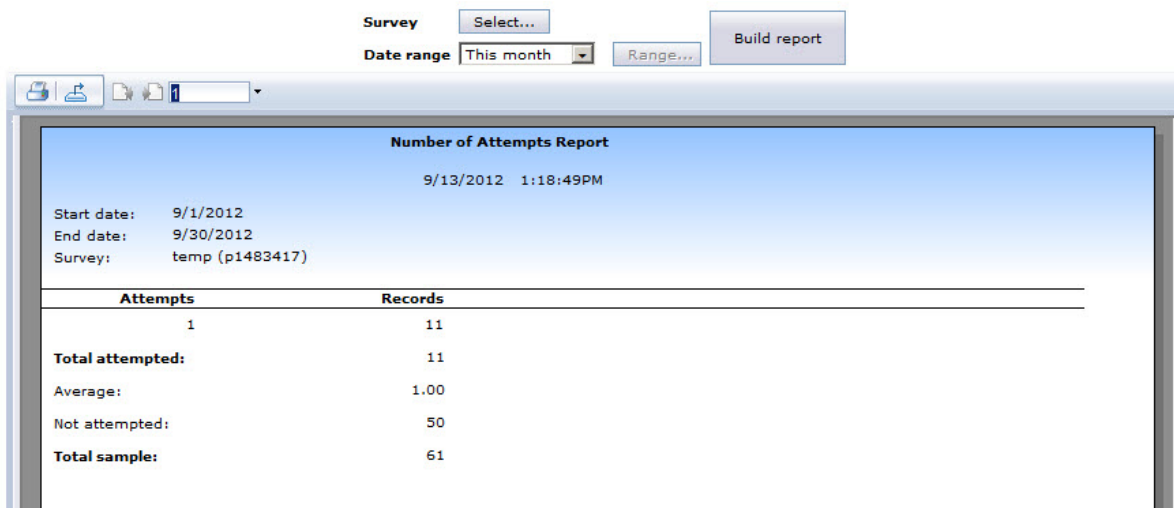 Survey Select...
Date range This month Range... Build report
1
Number of Attempts Report
9/13/2012 1:18:49PM
Start date: 9/1/2012
End date: 9/30/2012
Survey: temp (p1483417)
Attempts Records
1 11
Total attempted: 11
Average: 1.00
Not attempted: 50
Total sample: 61